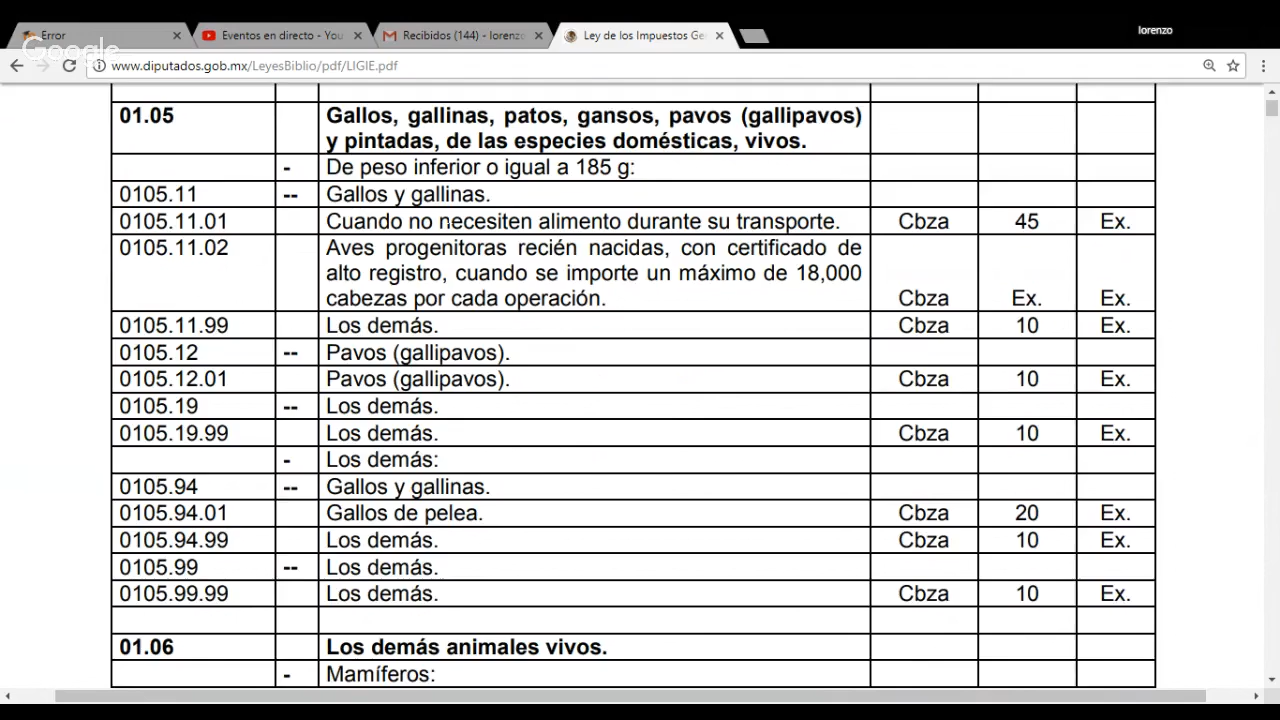 lorenzo
Error
Eventos en directo - You
Recibidos (144) - lorenzo
Ley de los Impuestos Ge
Google
www.diputados.gob.mx/LeyesBiblio/pdf/LIGIE.pdf
01.05 Gallos, gallinas, patos, gansos, pavos (gallipavos)
y pintadas, de las especies domésticas, vivos.
- De peso inferior o igual a 185 g:
0105.11 -- Gallos y gallinas.
0105.11.01 Cuando no necesiten alimento durante su transporte. Cbza 45 Ex.
0105.11.02 Aves progenitoras recién nacidas, con certificado de
alto registro, cuando se importe un máximo de 18,000
cabezas por cada operación. Cbza Ex. Ex.
0105.11.99 Los demás. Cbza 10 Ex.
0105.12 -- Pavos (gallipavos).
0105.12.01 Pavos (gallipavos). Cbza 10 Ex.
0105.19 -- Los demás.
0105.19.99 Los demás. Cbza 10 Ex.
- Los demás:
0105.94 -- Gallos y gallinas.
0105.94.01 Gallos de pelea. Cbza 20 Ex.
0105.94.99 Los demás. Cbza 10 Ex.
0105.99 -- Los demás.
0105.99.99 Los demás. Cbza 10 Ex.
01.06 Los demás animales vivos.
- Mamíferos: